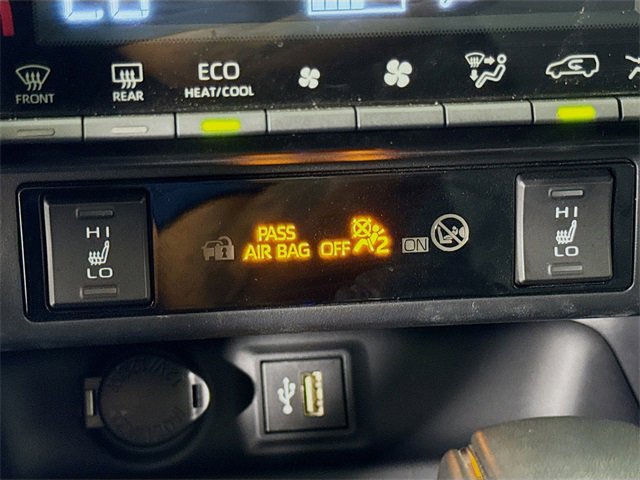 FRONT
REAR
ECO
HEAT/COOL
HI
LO
PASS
AIR BAG OFF
2
ON
HI
LO